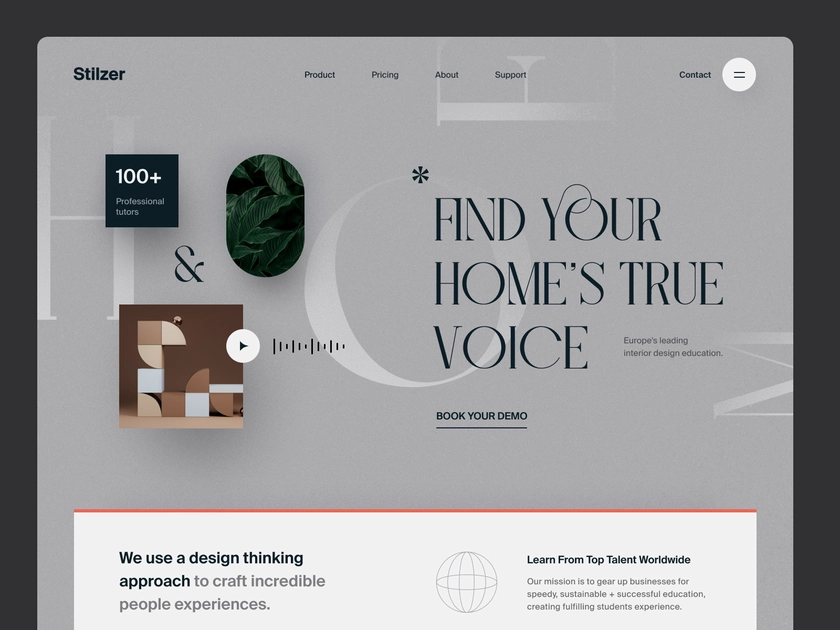 Stilzer
Product
Pricing
About
Support
Contact
100+
Professional
tutors
&
*
FIND YOUR
HOME'S TRUE
VOICE
Europe's leading
interior design education.
BOOK YOUR DEMO
H
O
M
E
We use a design thinking
approach to craft incredible
people experiences.
Learn From Top Talent Worldwide
Our mission is to gear up businesses for
speedy, sustainable + successful education,
creating fulfilling students experience.